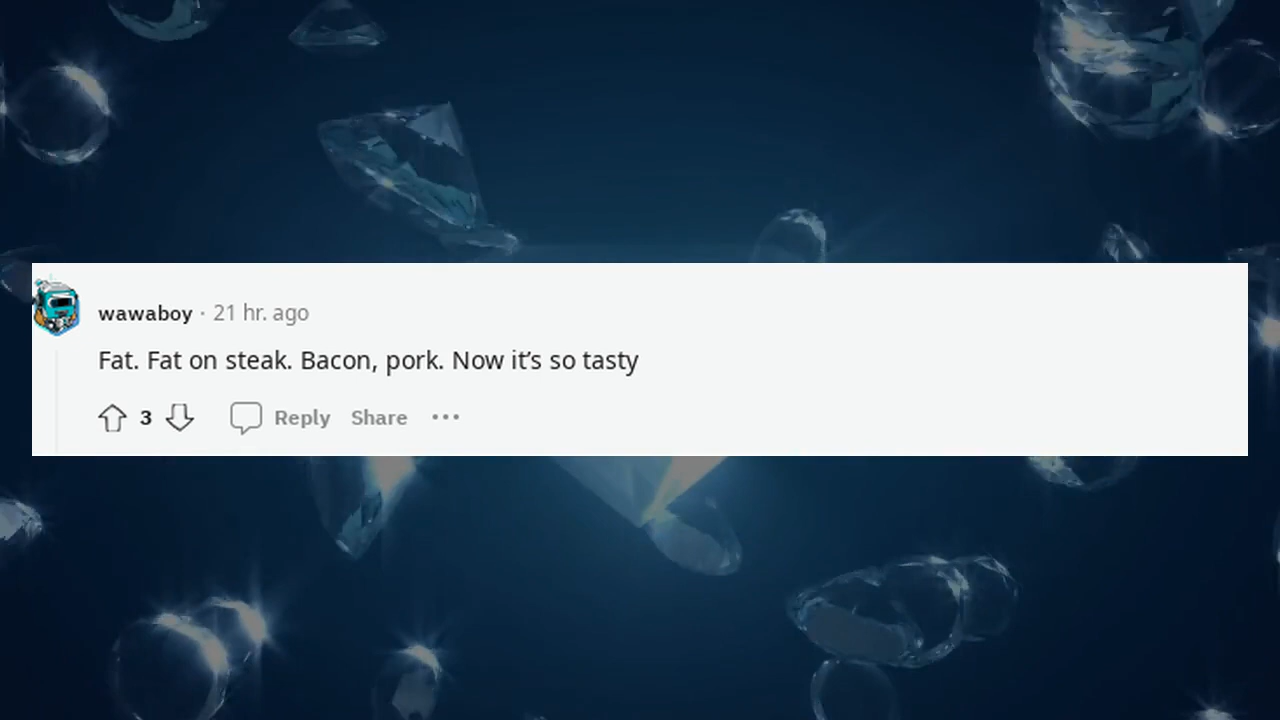 wawaboy · 21 hr. ago
Fat. Fat on steak. Bacon, pork. Now it’s so tasty
3 Reply Share ···